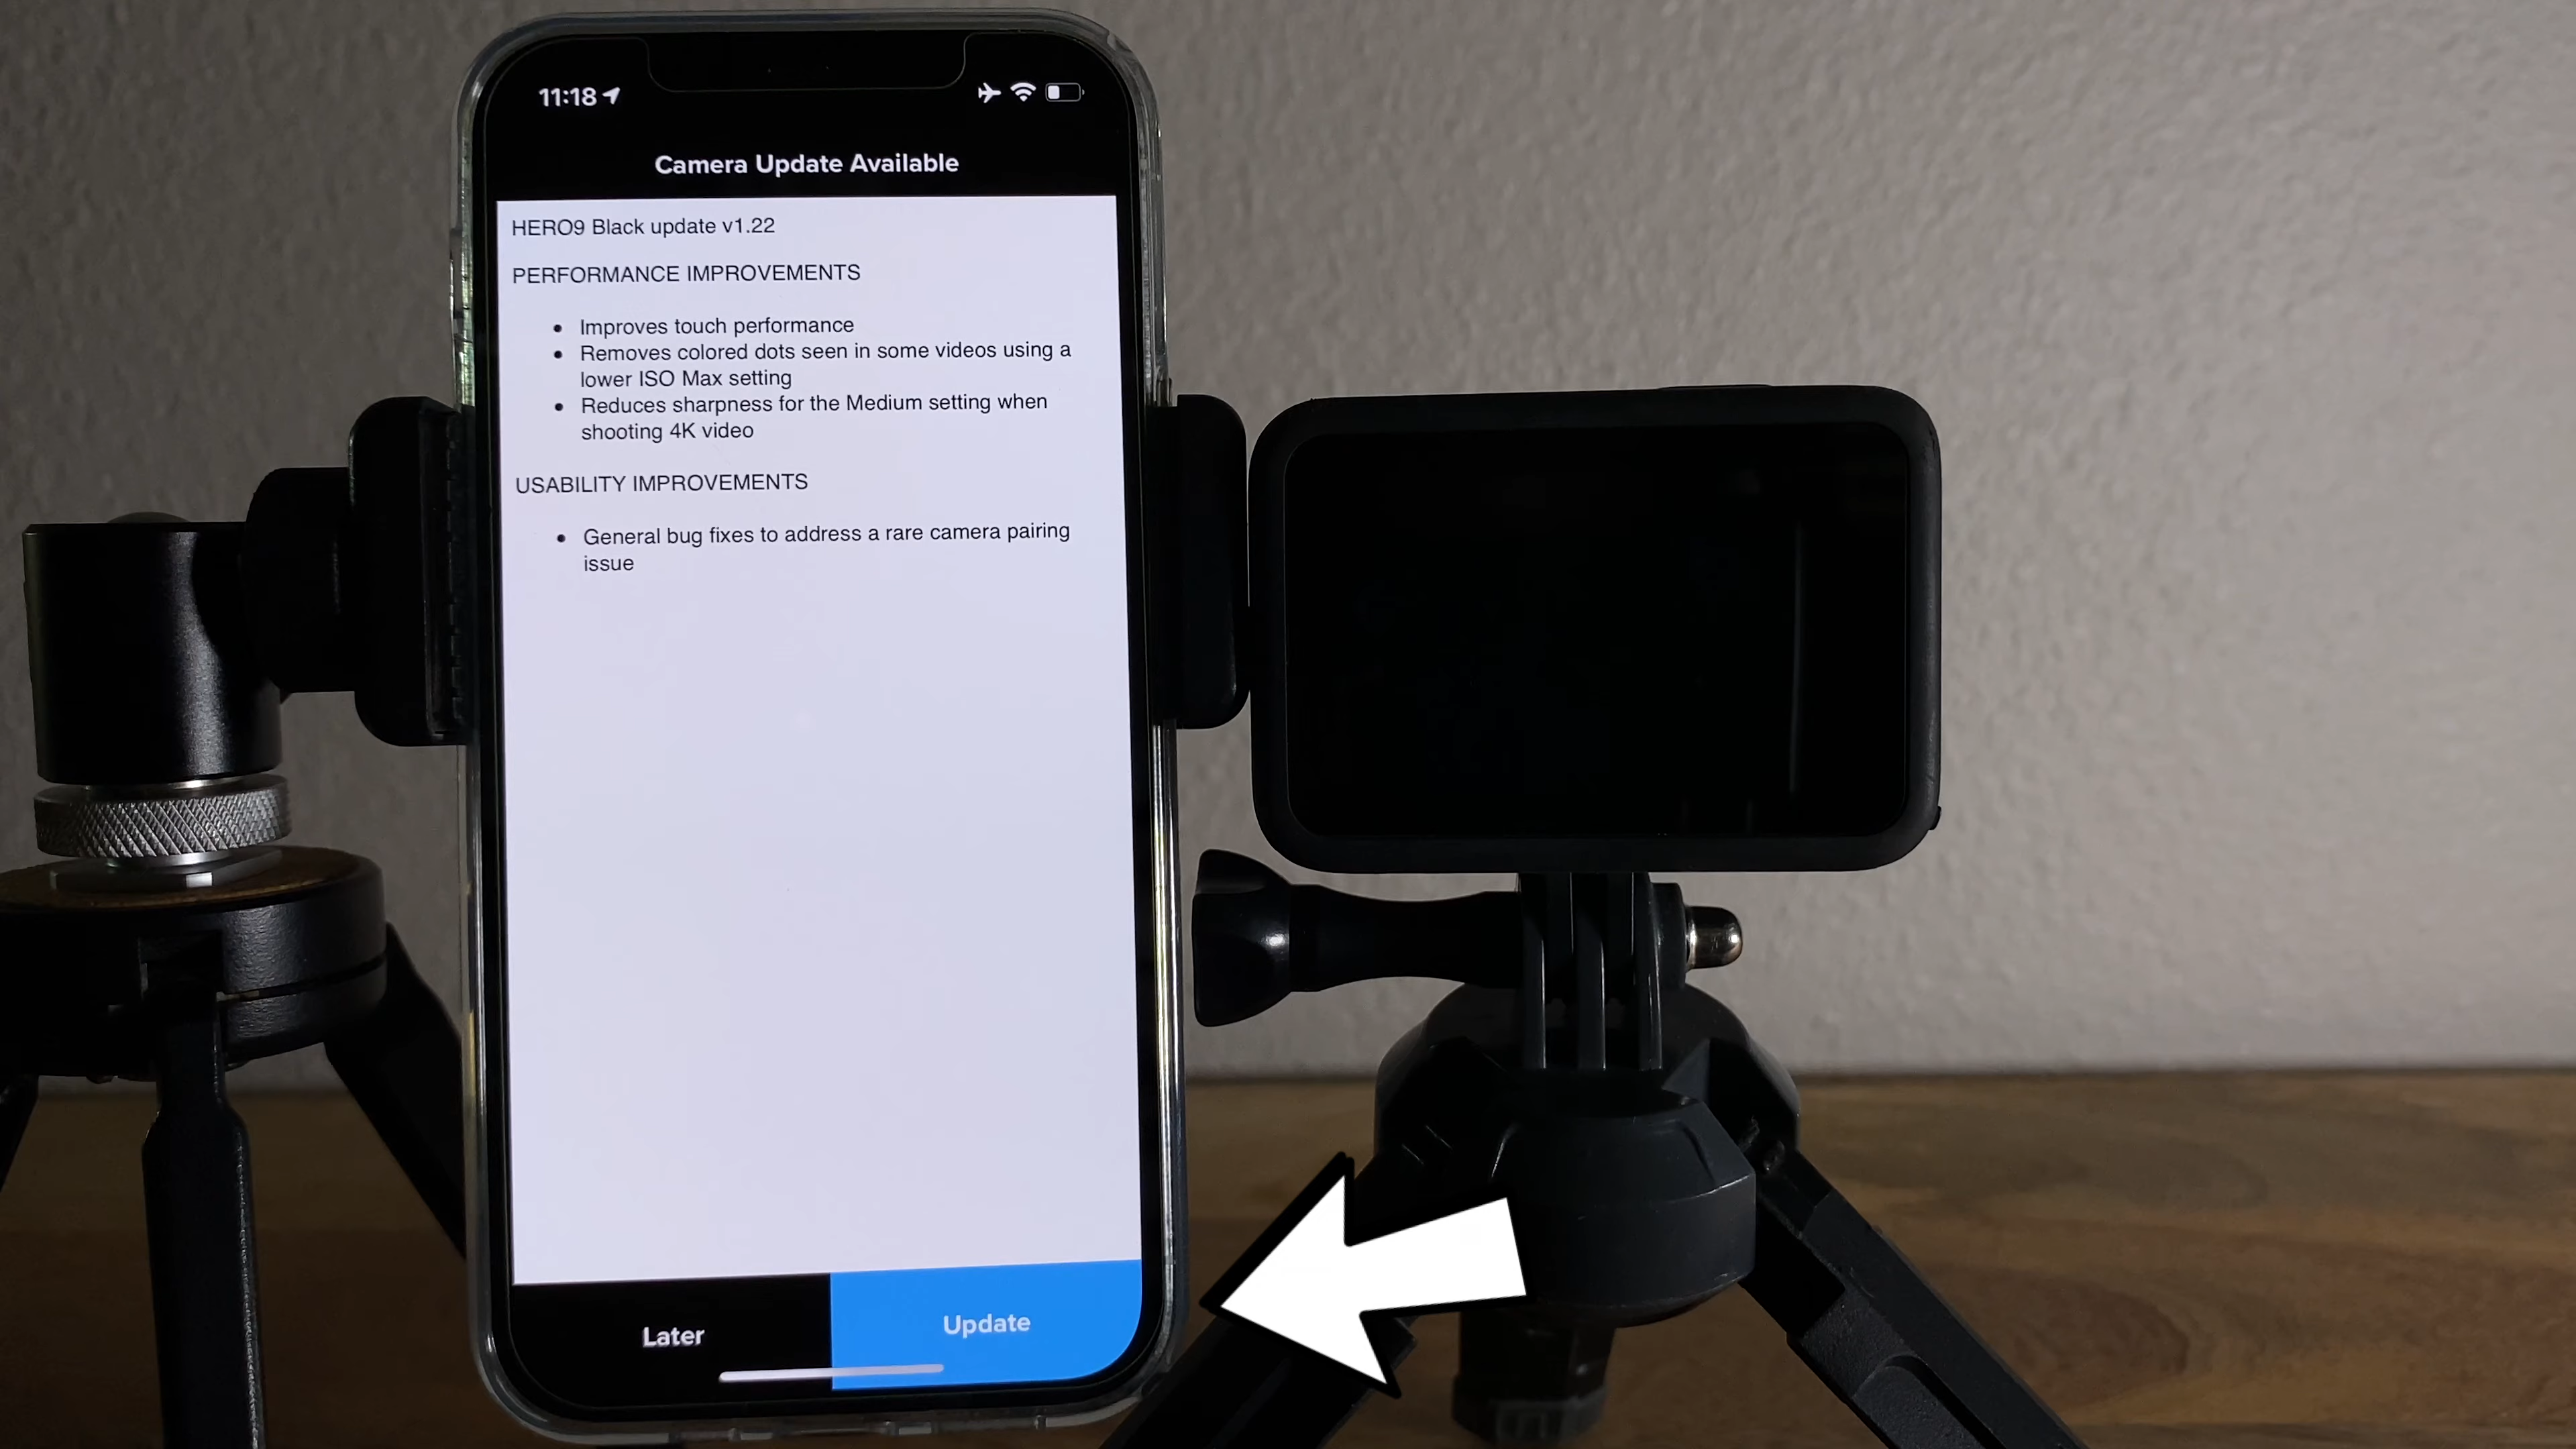 11:18
Camera Update Available
HERO9 Black update v1.22
PERFORMANCE IMPROVEMENTS
• Improves touch performance
• Removes colored dots seen in some videos using a
lower ISO Max setting
• Reduces sharpness for the Medium setting when
shooting 4K video
USABILITY IMPROVEMENTS
• General bug fixes to address a rare camera pairing
issue
Later
Update